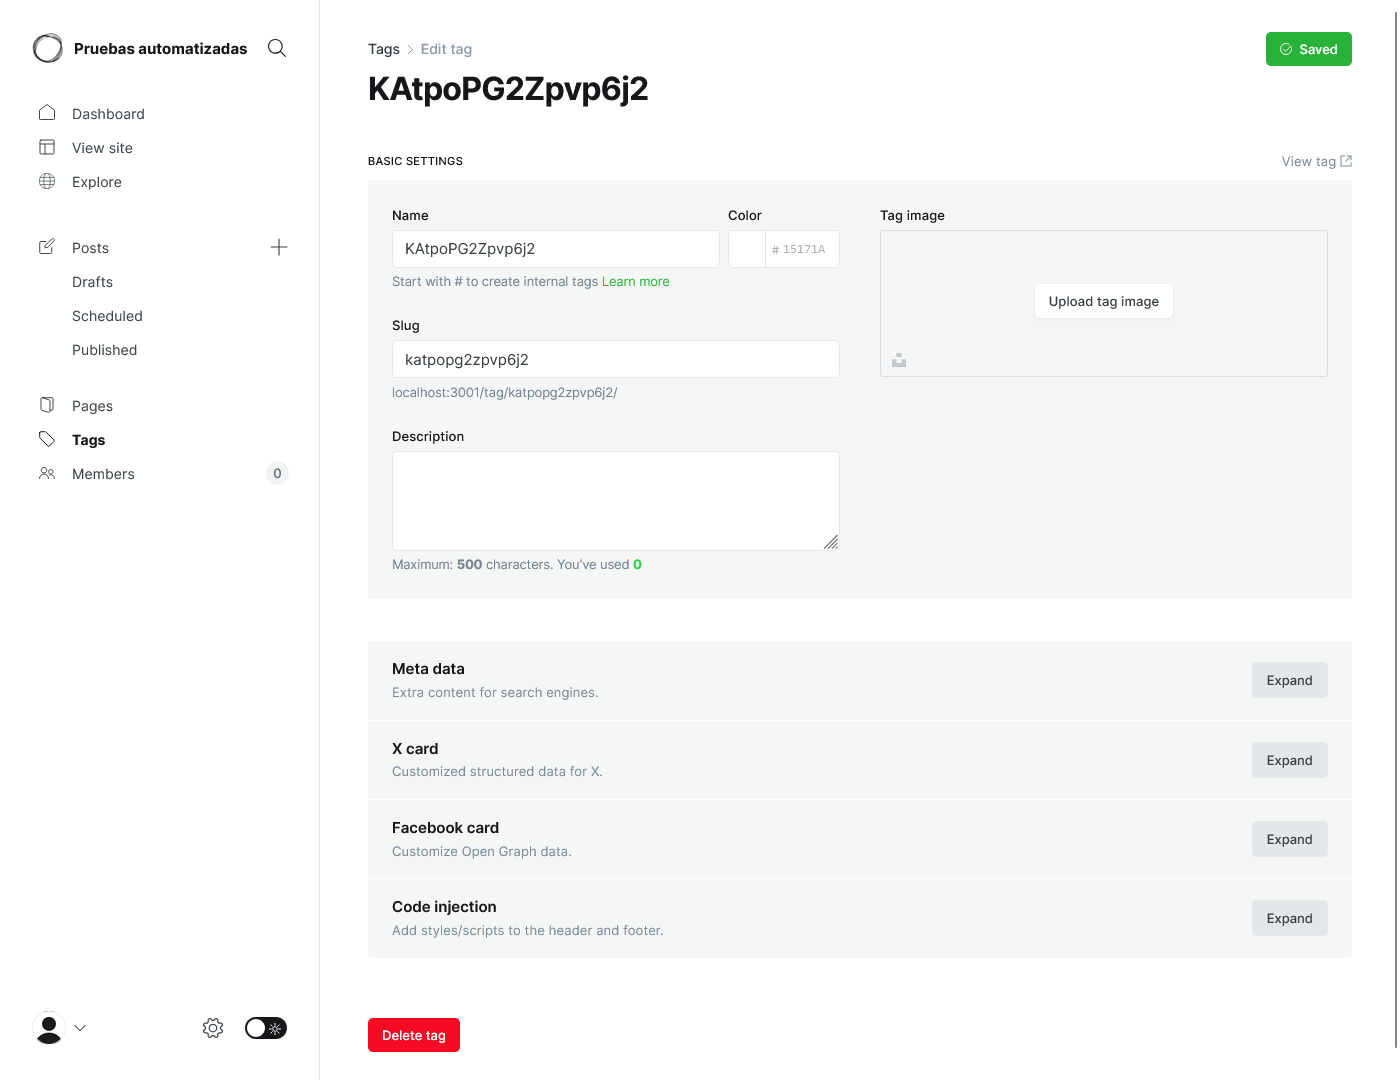 Pruebas automatizadas
Dashboard
View site
Explore
Posts
Drafts
Scheduled
Published
Pages
Tags
Members
0
Tags
Edit tag
Saved
KAtpoPG2Zpvp6j2
BASIC SETTINGS
View tag
Name
KAtpoPG2Zpvp6j2
Start with # to create internal tags Learn more
Color
# 15171A
Slug
katpopg2zpvp6j2
localhost:3001/tag/katpopg2zpvp6j2/
Description
Maximum: 500 characters. You’ve used 0
Tag image
Upload tag image
Meta data
Extra content for search engines.
Expand
X card
Customized structured data for X.
Expand
Facebook card
Customize Open Graph data.
Expand
Code injection
Add styles/scripts to the header and footer.
Expand
Delete tag